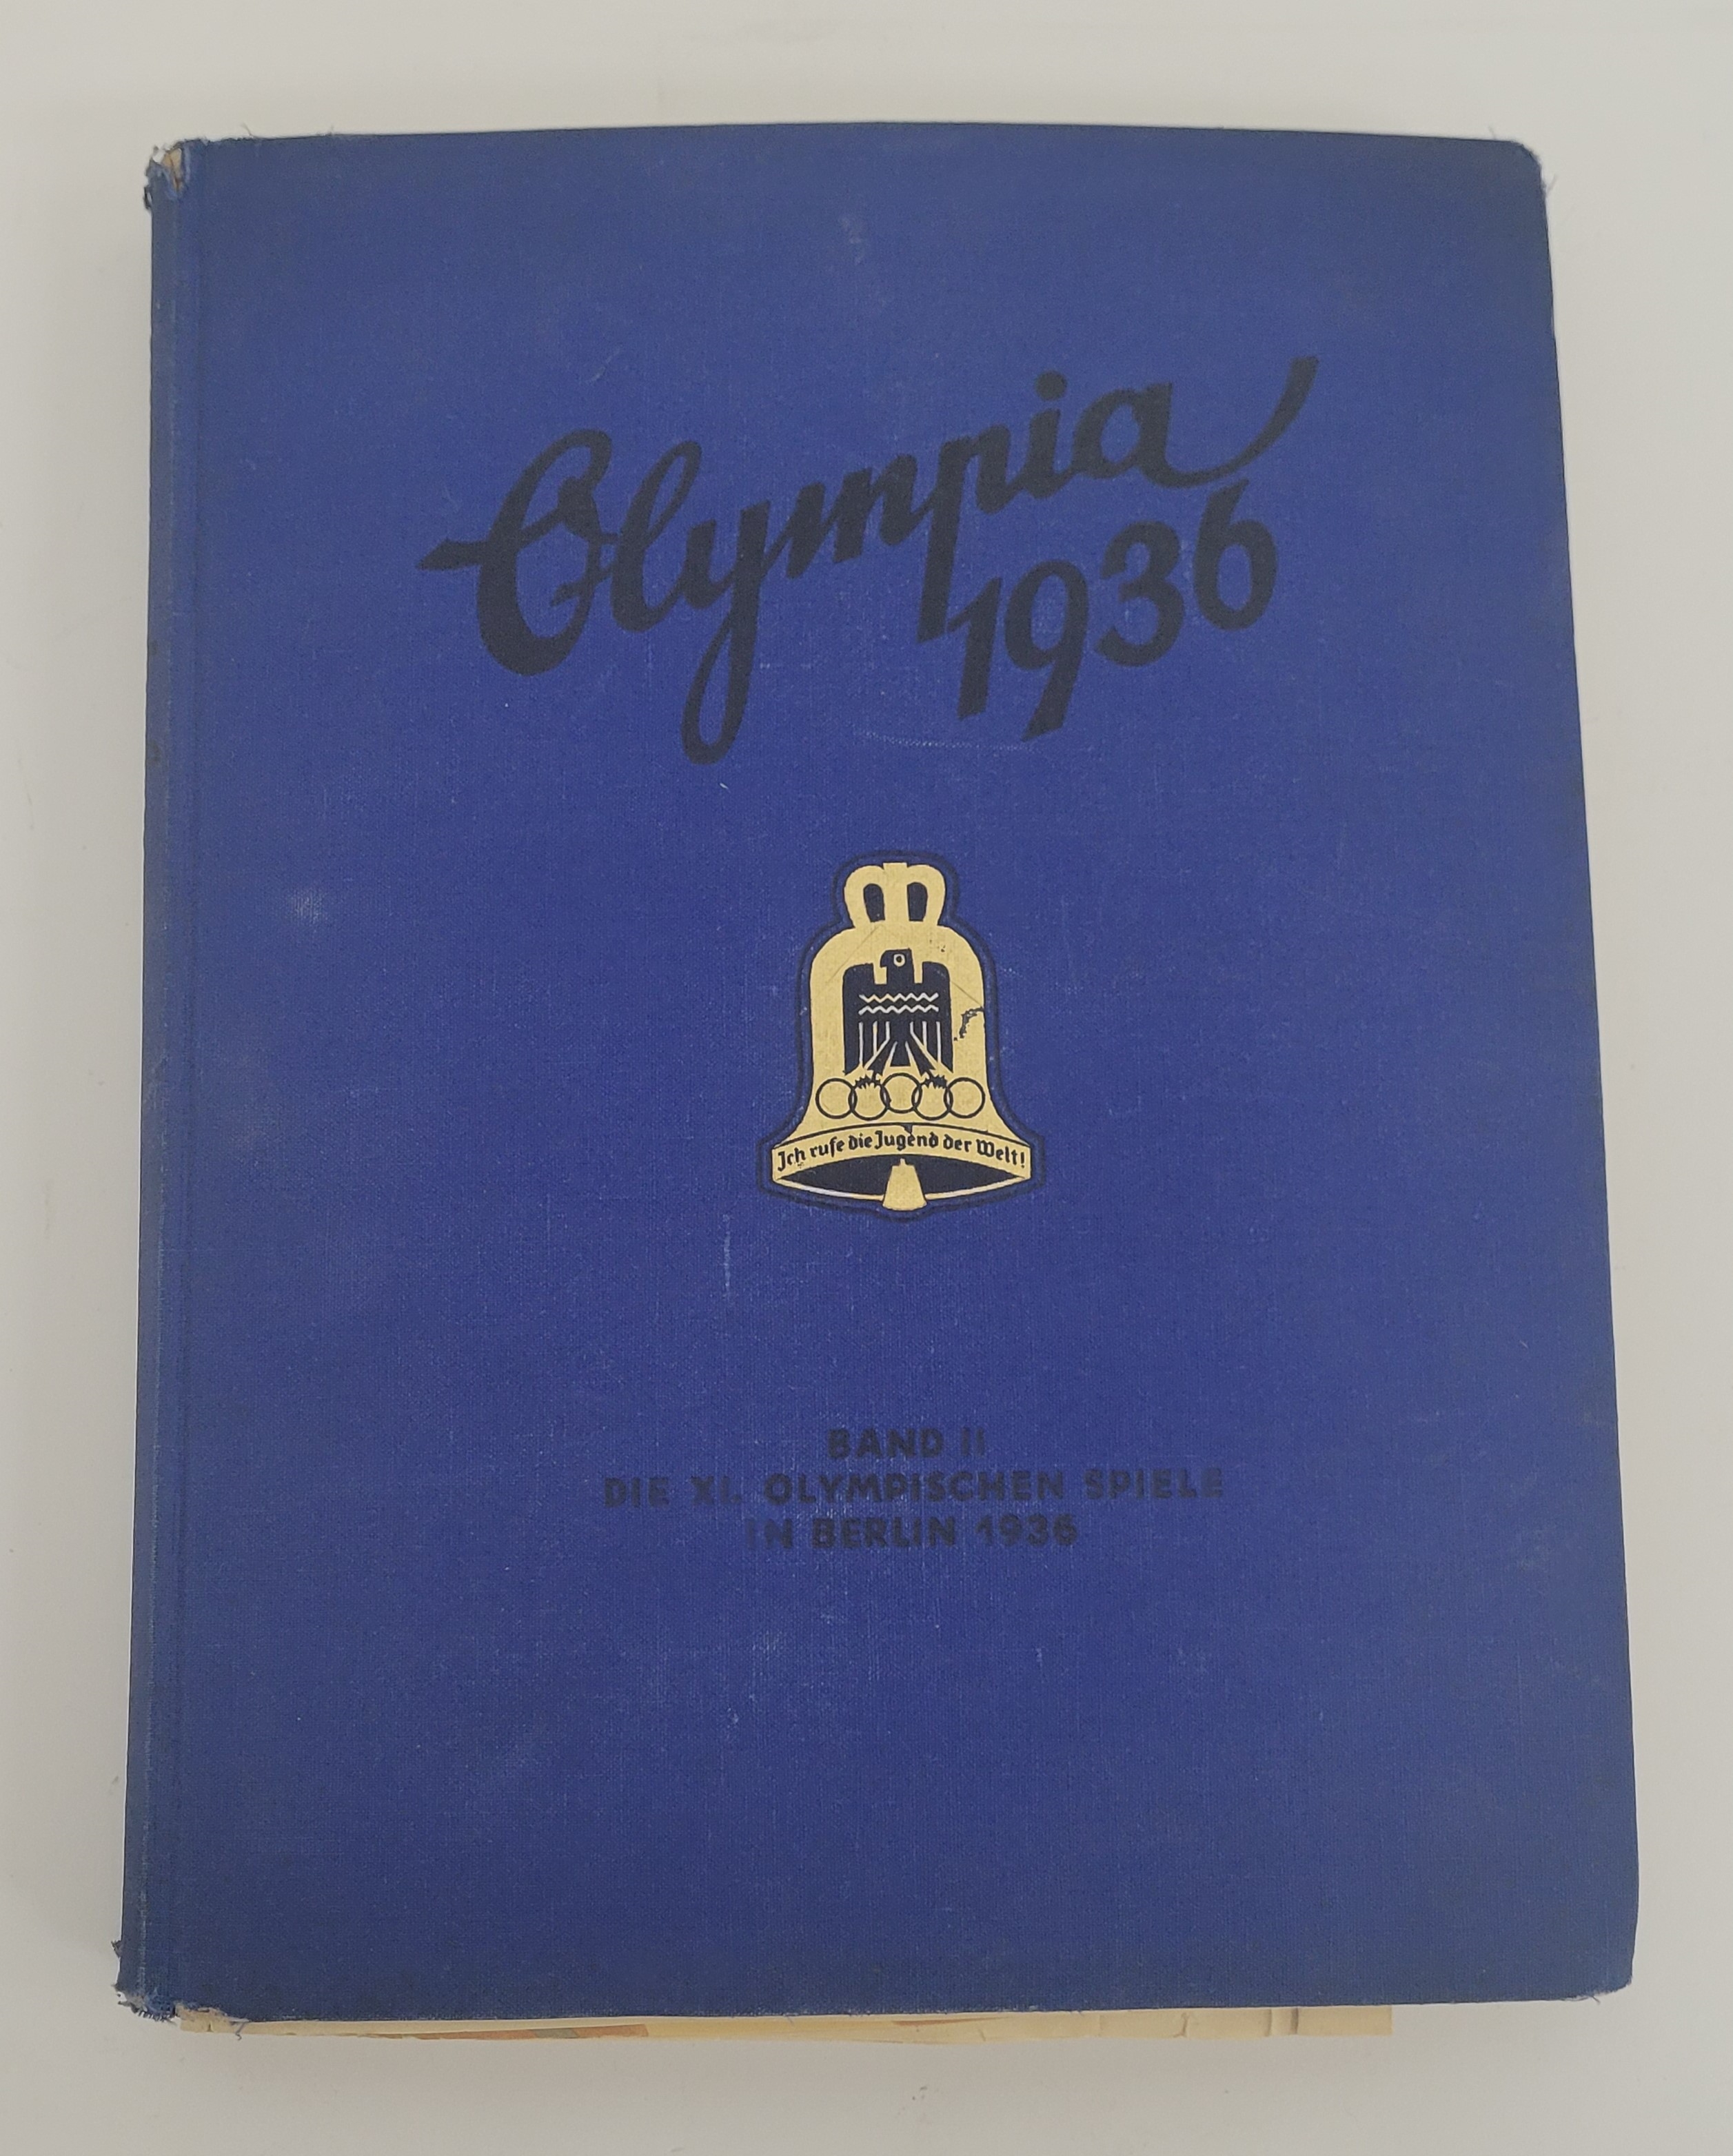 Olympia
1936
Ich rufe die Jugend der Welt!
BAND II
DIE XI. OLYMPISCHEN SPIELE
IN BERLIN 1936